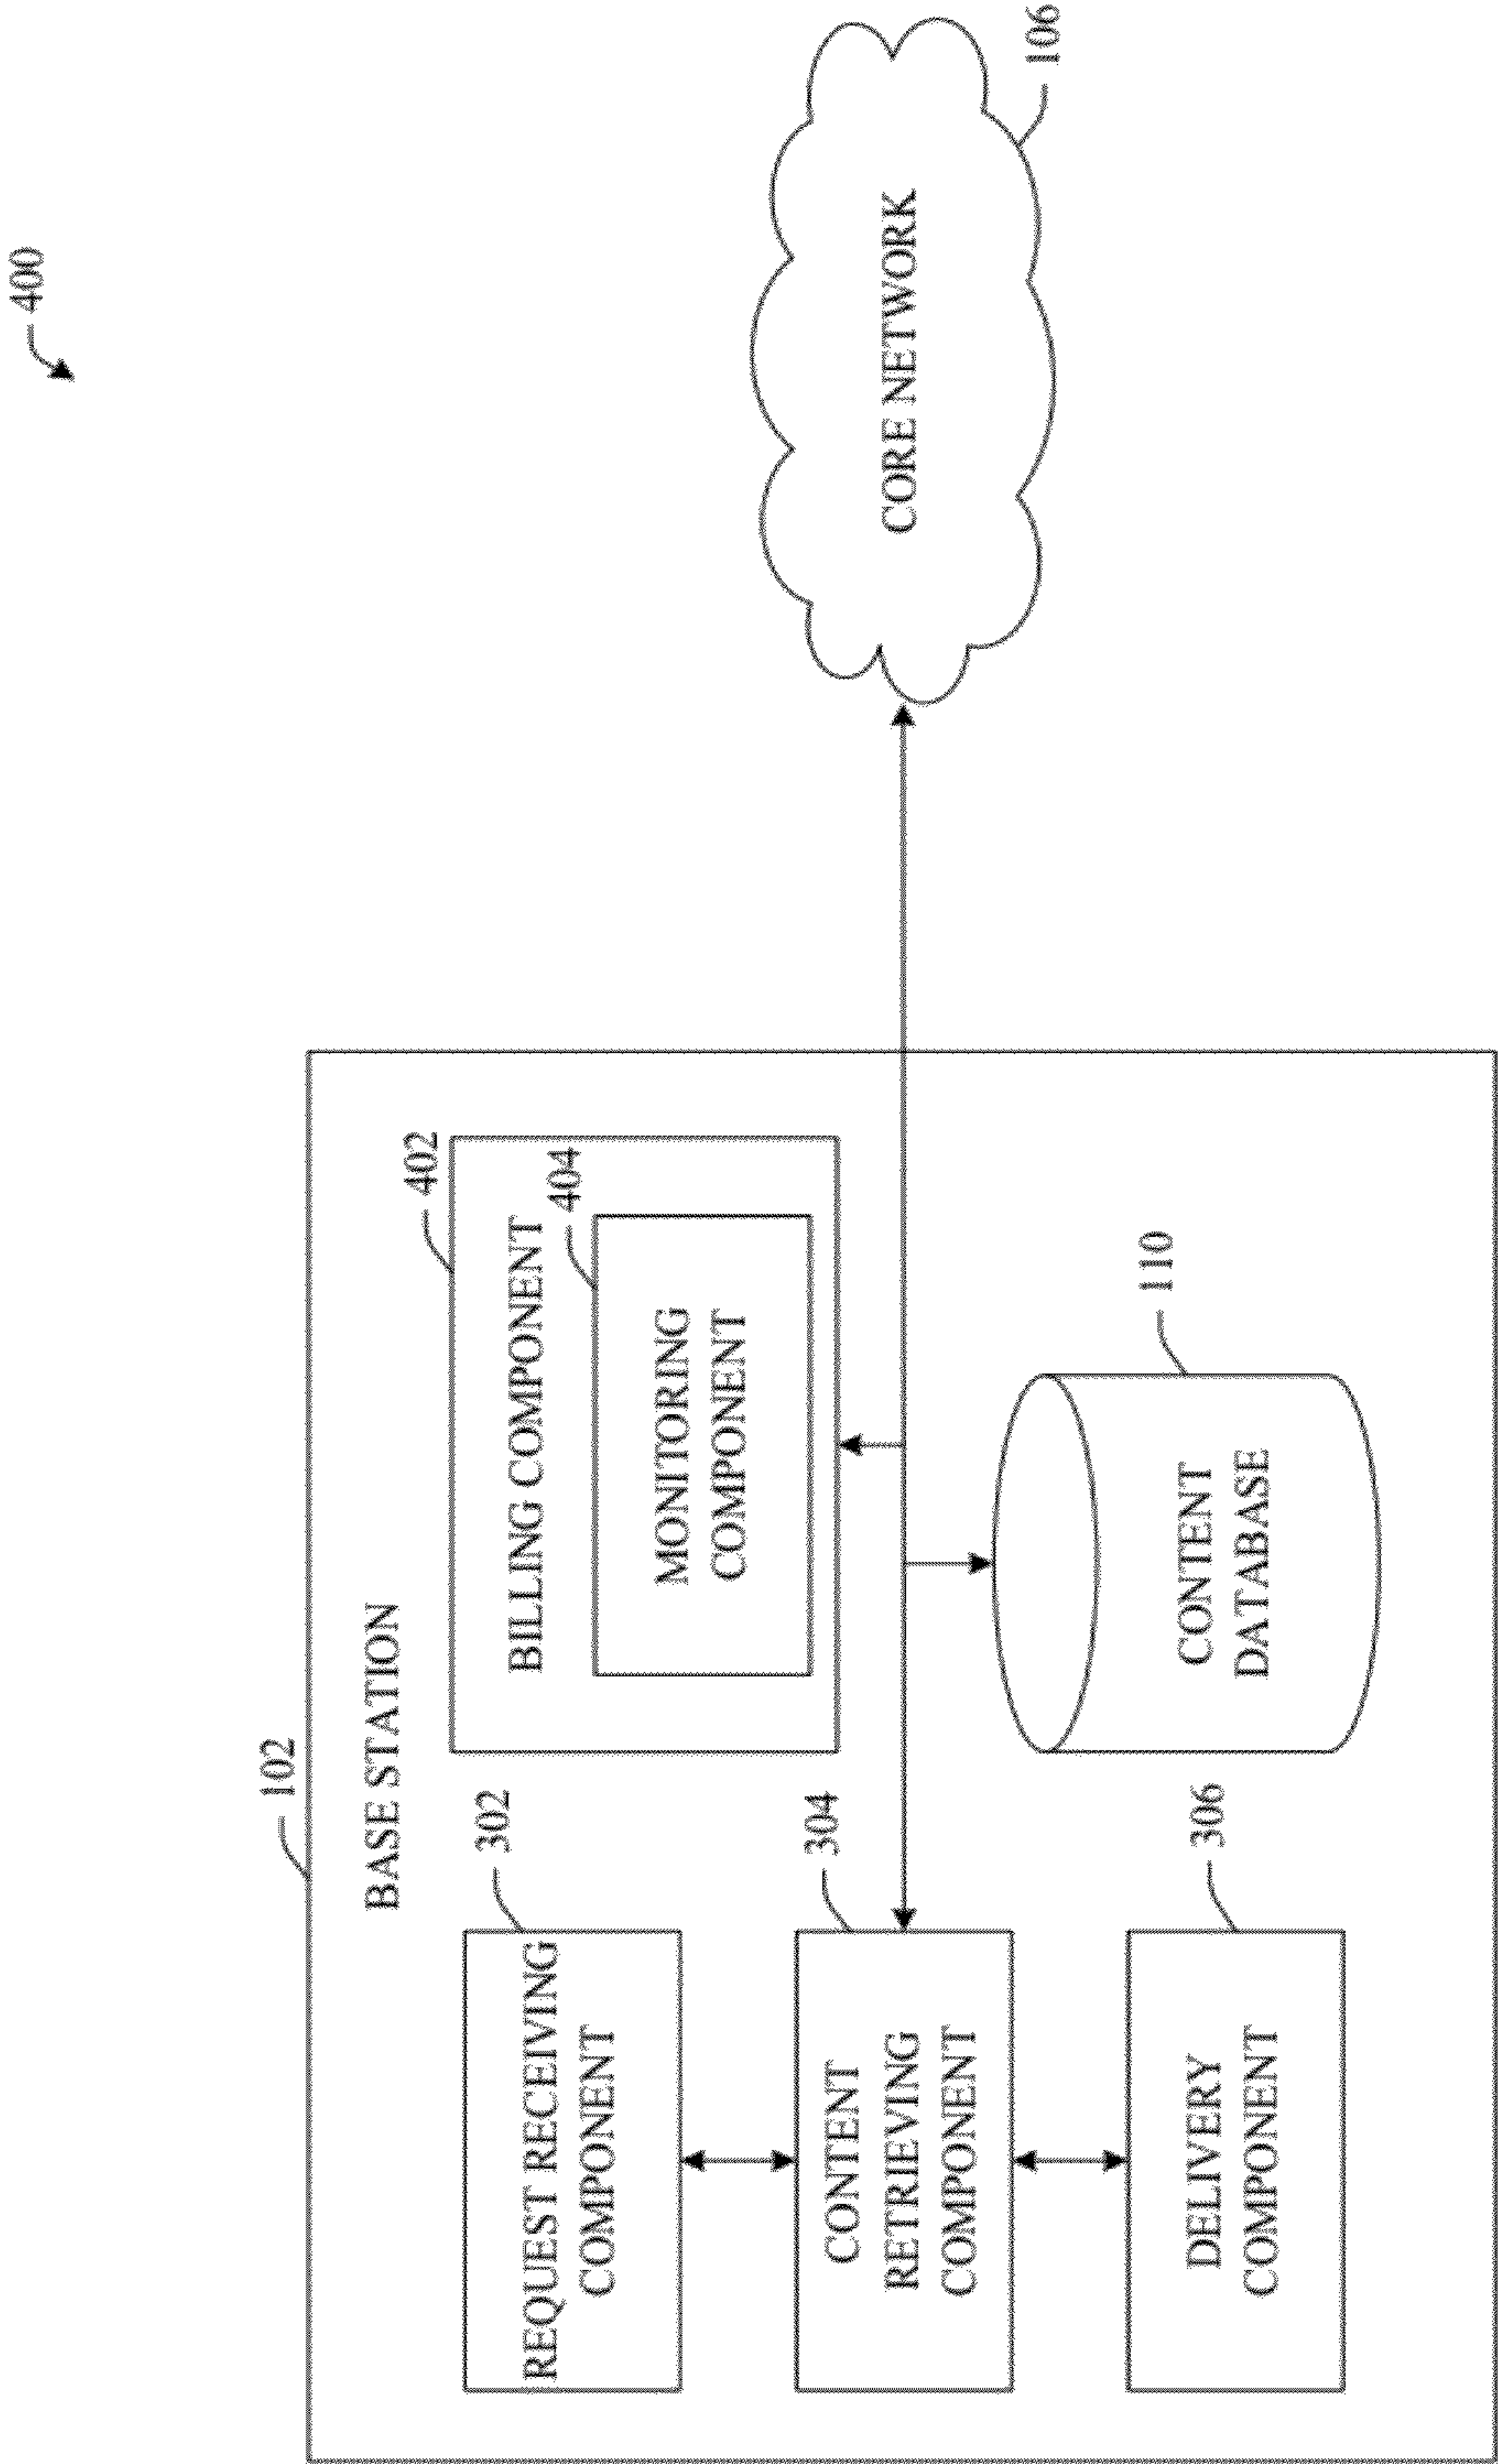 400
102
BASE STATION
302
REQUEST RECEIVING
COMPONENT
402
BILLING COMPONENT
404
MONITORING
COMPONENT
304
CONTENT
RETRIEVING
COMPONENT
CORE NETWORK
106
306
DELIVERY
COMPONENT
110
CONTENT
DATABASE